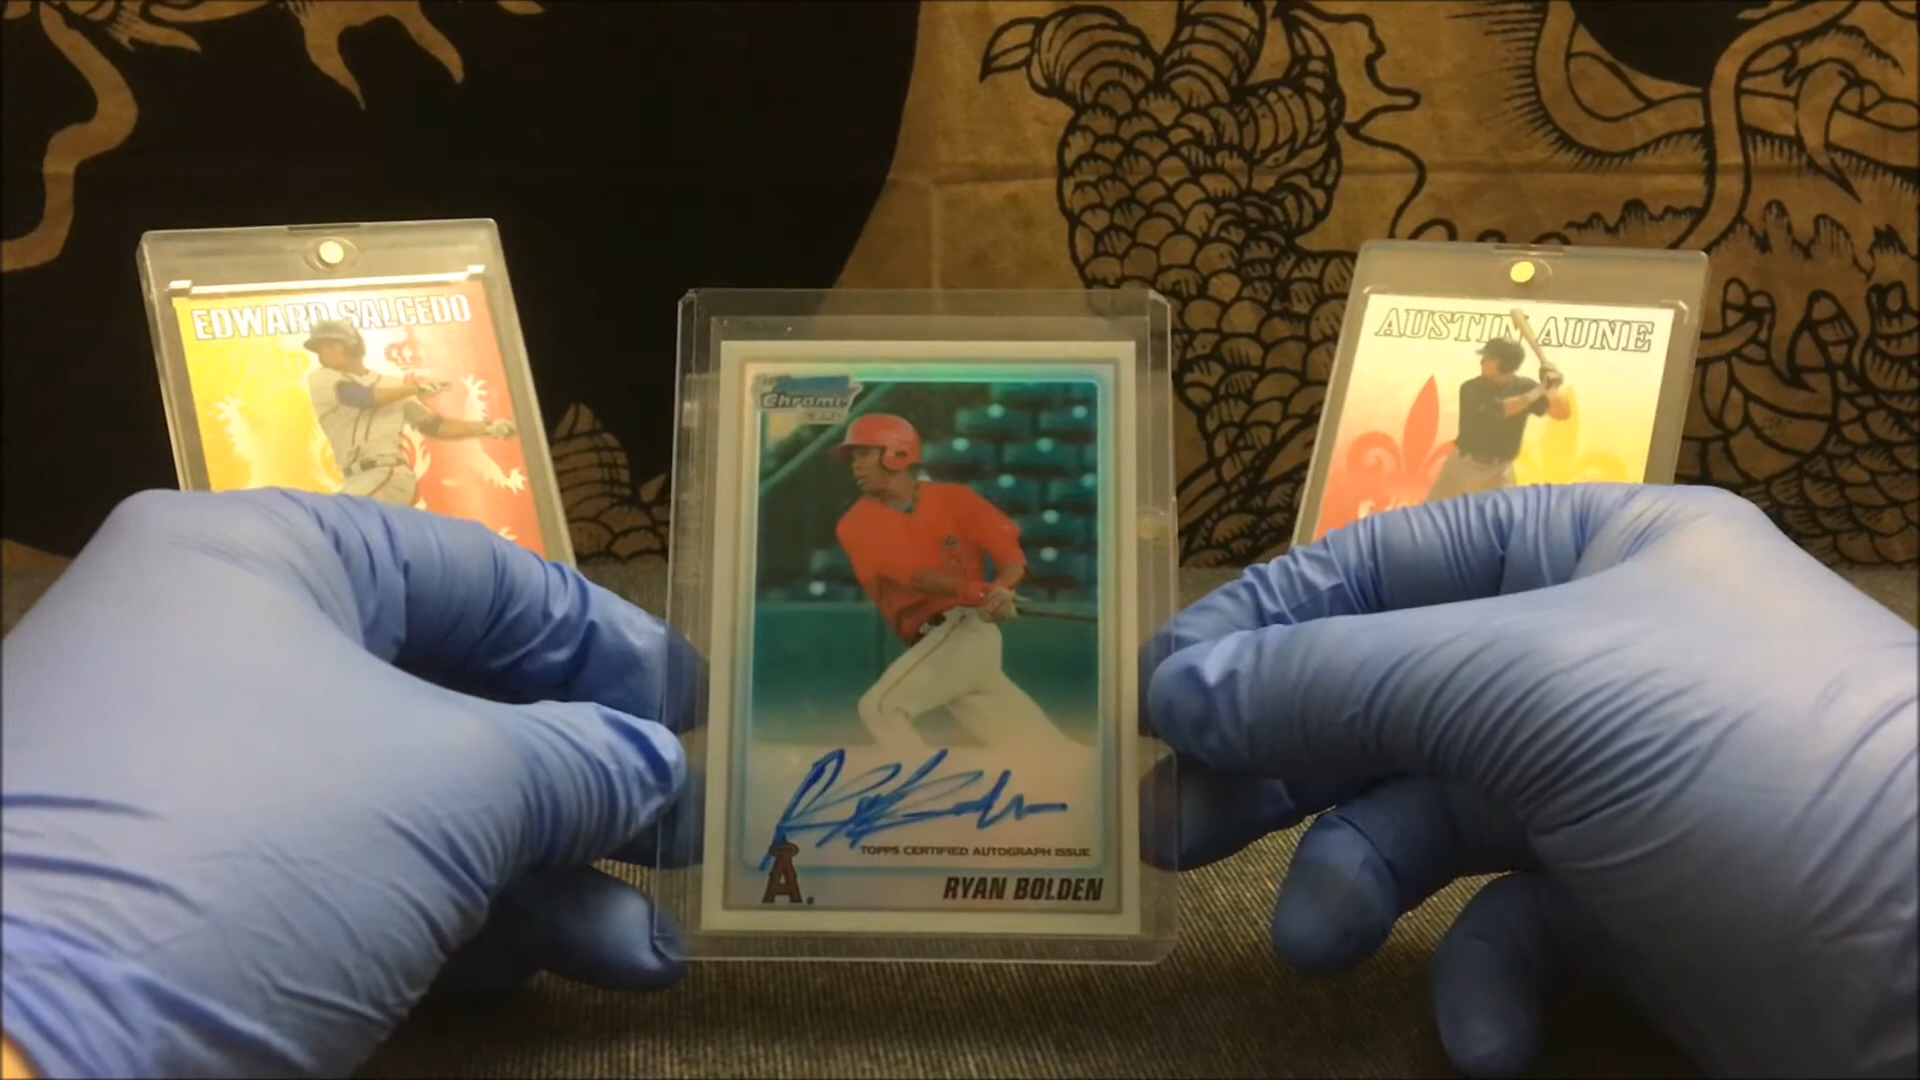 EDWARD SALCEDO
AUSTIN AUNE
Chrome
TOPPS CERTIFIED AUTOGRAPH ISSUE
A.
RYAN BOLDEN